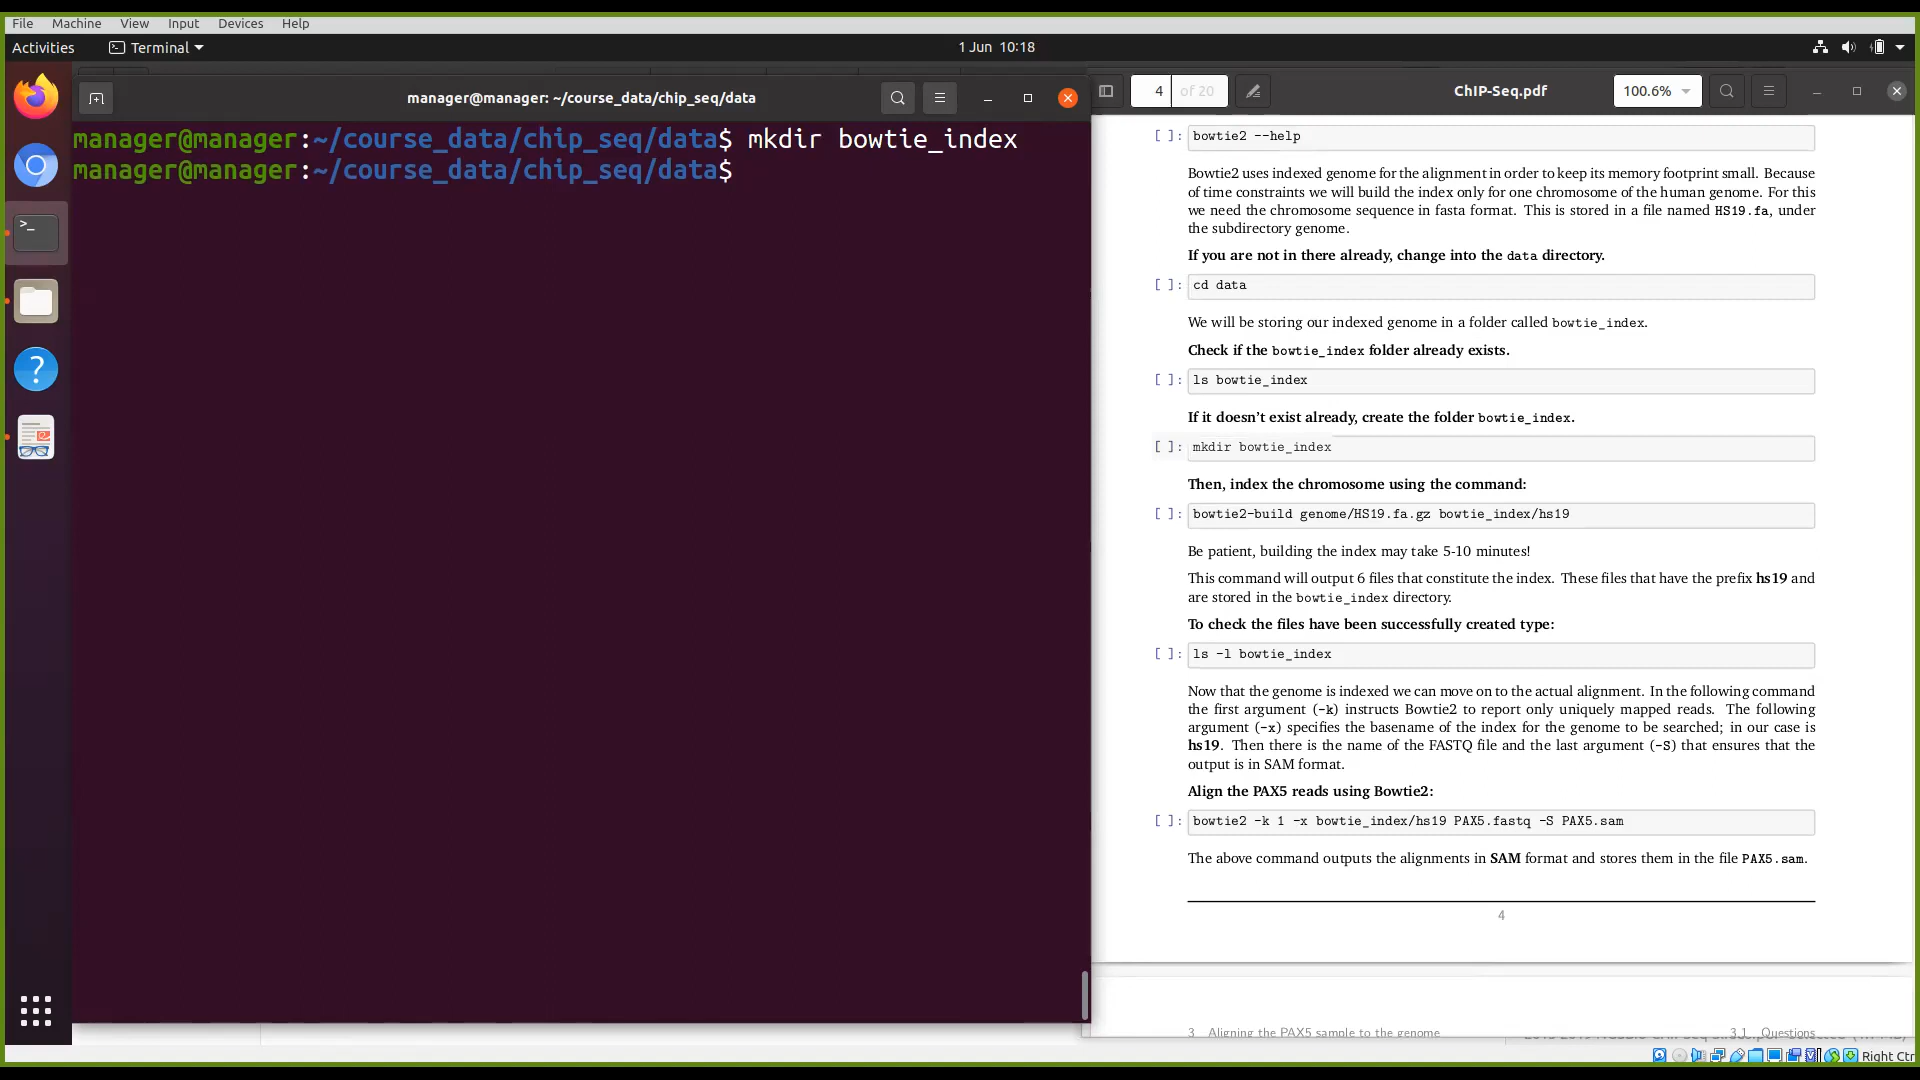 File Machine View Input Devices Help
Activities Terminal 1 Jun 10:18
manager@manager: ~/course_data/chip_seq/data
manager@manager:~/course_data/chip_seq/data$ mkdir bowtie_index
manager@manager:~/course_data/chip_seq/data$
4 of 20 ChIP-Seq.pdf 100.6%
[ ]: bowtie2 --help
Bowtie2 uses indexed genome for the alignment in order to keep its memory footprint small. Because
of time constraints we will build the index only for one chromosome of the human genome. For this
we need the chromosome sequence in fasta format. This is stored in a file named HS19.fa, under
the subdirectory genome.
If you are not in there already, change into the data directory.
[ ]: cd data
We will be storing our indexed genome in a folder called bowtie_index.
Check if the bowtie_index folder already exists.
[ ]: ls bowtie_index
If it doesn't exist already, create the folder bowtie_index.
[ ]: mkdir bowtie_index
Then, index the chromosome using the command:
[ ]: bowtie2-build genome/HS19.fa.gz bowtie_index/hs19
Be patient, building the index may take 5-10 minutes!
This command will output 6 files that constitute the index. These files that have the prefix hs19 and
are stored in the bowtie_index directory.
To check the files have been successfully created type:
[ ]: ls -l bowtie_index
Now that the genome is indexed we can move on to the actual alignment. In the following command
the first argument (-k) instructs Bowtie2 to report only uniquely mapped reads. The following
argument (-x) specifies the basename of the index for the genome to be searched; in our case is
hs19. Then there is the name of the FASTQ file and the last argument (-S) that ensures that the
output is in SAM format.
Align the PAX5 reads using Bowtie2:
[ ]: bowtie2 -k 1 -x bowtie_index/hs19 PAX5.fastq -S PAX5.sam
The above command outputs the alignments in SAM format and stores them in the file PAX5.sam.
4
3 Aligning the PAX5 sample to the genome 3.1 Questions
Right Ctr